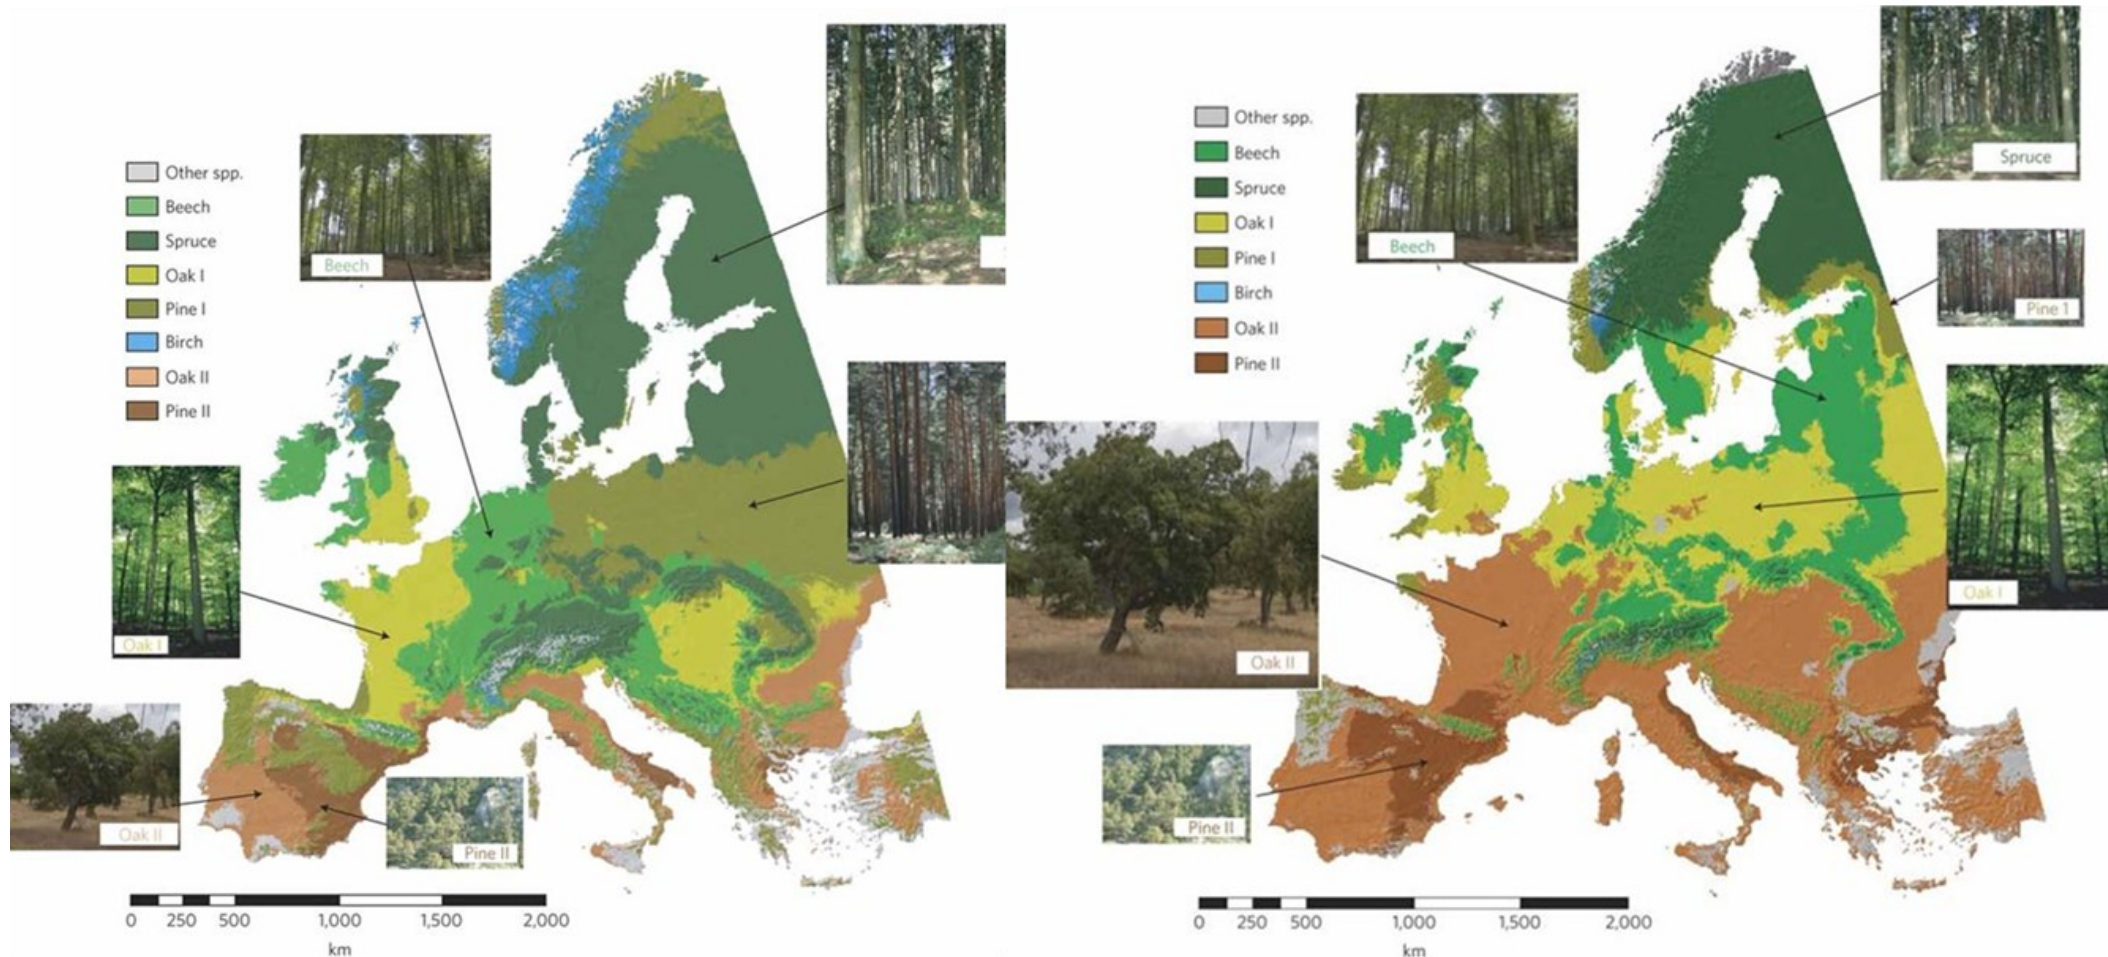 Other spp.
Beech
Spruce
Oak I
Pine I
Birch
Oak II
Pine II
Beech
Oak I
Oak II
Pine II
0 250 500 1,000 1,500 2,000
km
Other spp.
Beech
Spruce
Oak I
Pine I
Birch
Oak II
Pine II
Beech
Spruce
Pine 1
Oak I
Oak II
Pine II
0 250 500 1,000 1,500 2,000
km